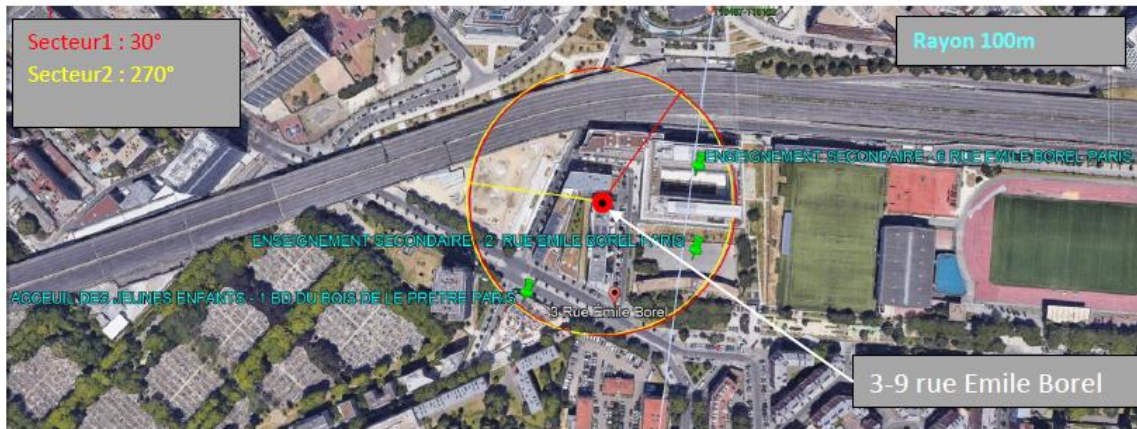 Secteur1 : 30°
Secteur2 : 270°
Rayon 100m
ENSEIGNEMENT SECONDAIRE - 6 RUE EMILE BOREL PARIS
ENSEIGNEMENT SECONDAIRE - 2 RUE EMILE BOREL PARIS
ACCEUIL DES JEUNES ENFANTS - 1 BD DU BOIS DE LE PRETRE PARIS
3 Rue Emile Borel
3-9 rue Emile Borel